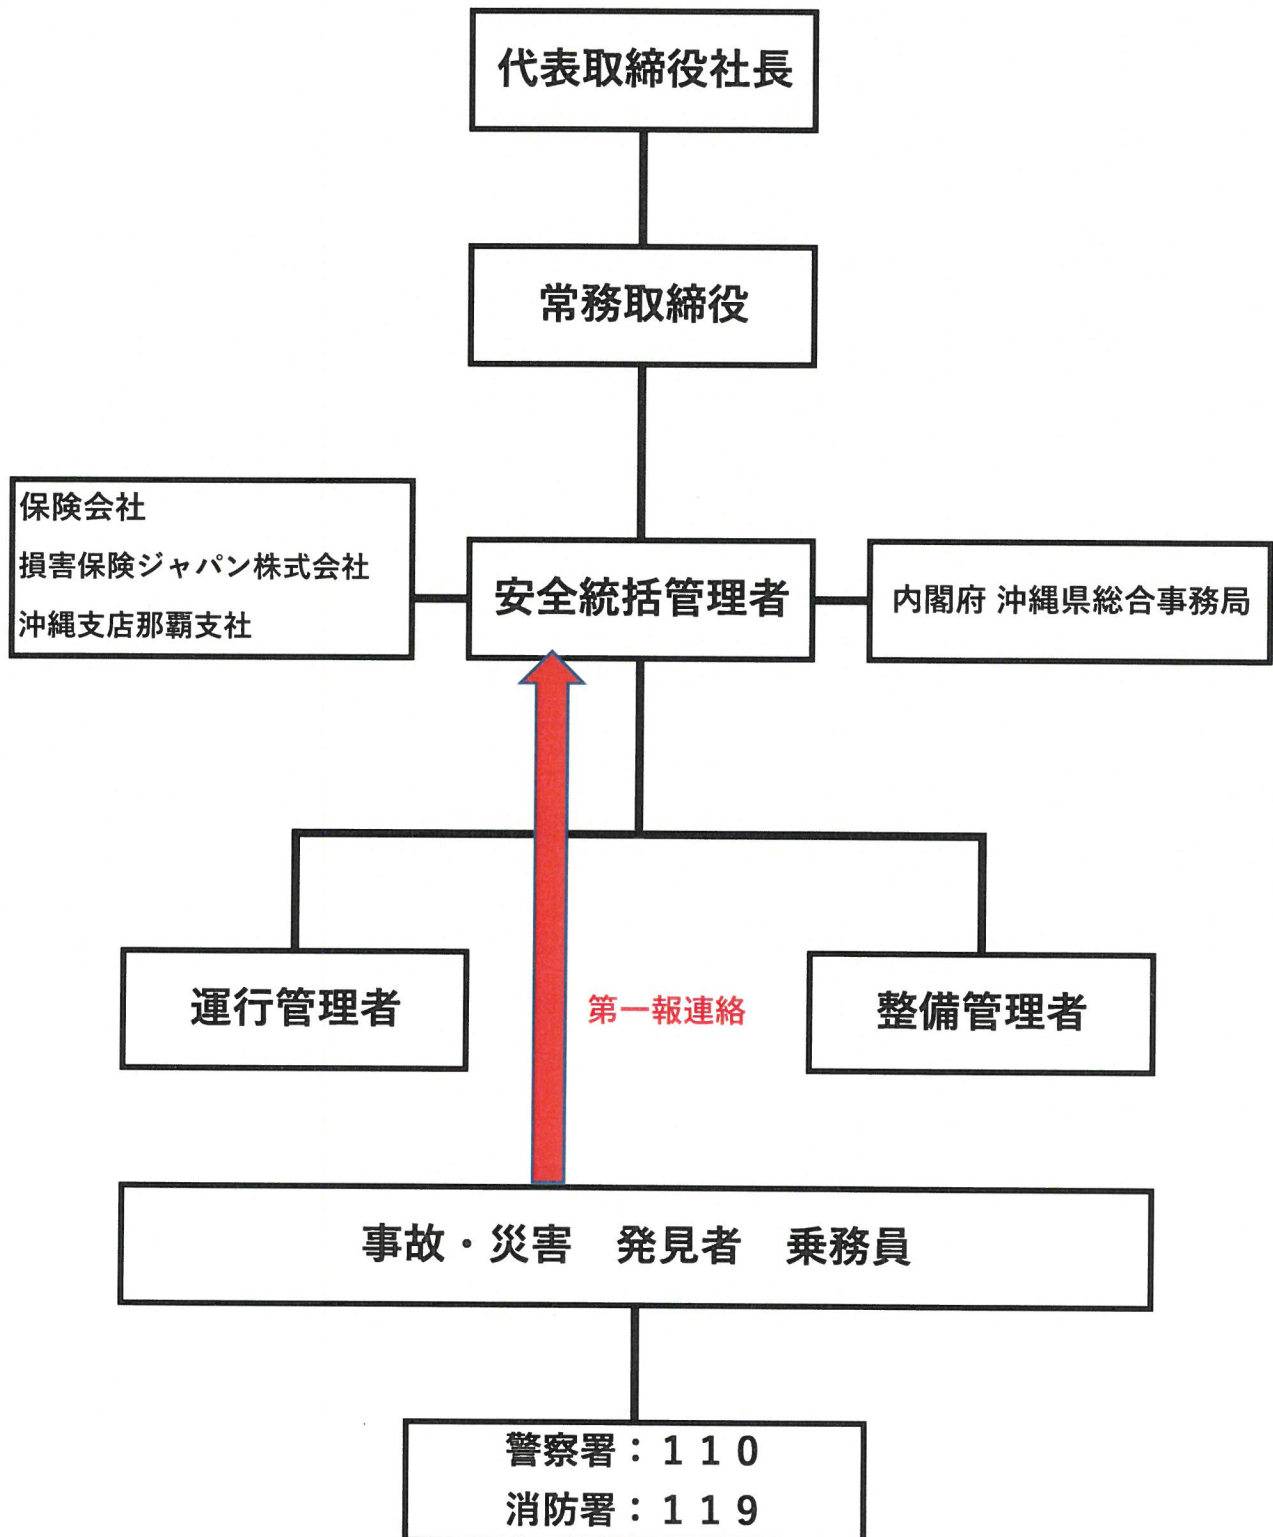 代表取締役社長
常務取締役
保険会社
損害保険ジャパン株式会社
沖縄支店那覇支社
安全統括管理者
内閣府 沖縄県総合事務局
運行管理者
第一報連絡
整備管理者
事故・災害　発見者　乗務員
警察署：１１０
消防署：１１９